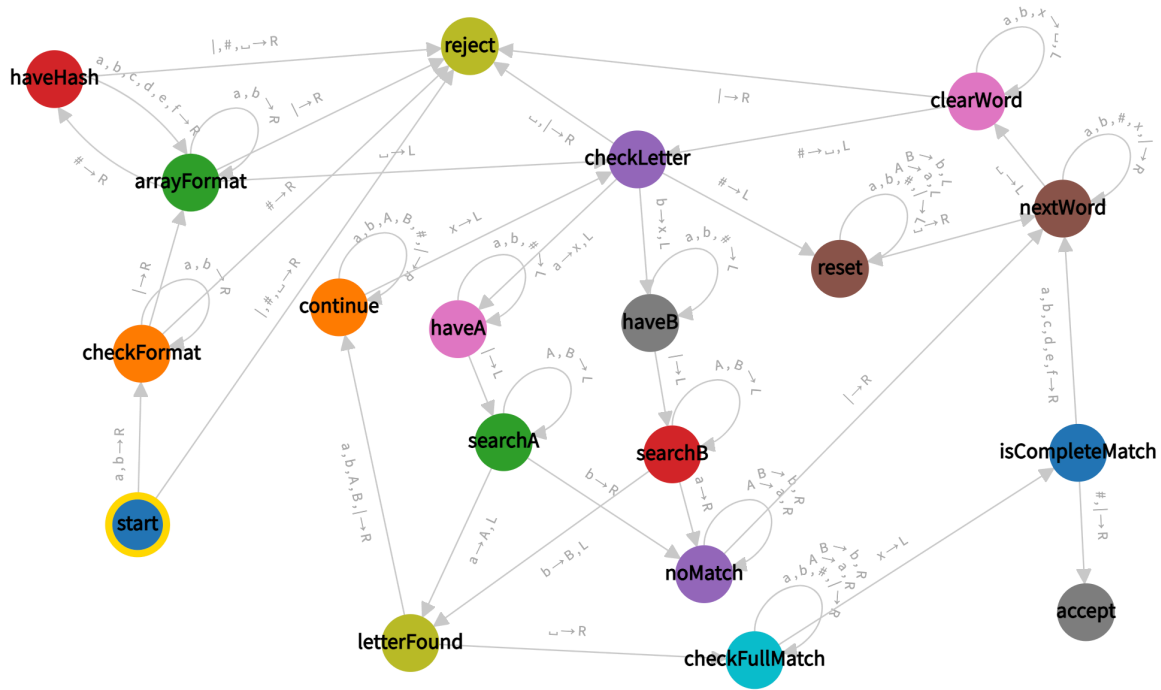 reject
haveHash
|,#,␣→R
a,b,c,d,e,f→R
a,b→R
|→R
clearWord
a,b,x→␣,L
|→R
␣,|→R
checkLetter
#→␣,L
␣→L
#→R
arrayFormat
#→R
a,b,#,x,|→R
nextWord
␣→L
#→L
A→a,L
B→b,L
a,b,#,|→L
␣→R
reset
x→L
a,b,A,B,#,|→R
continue
a,b,#→L
a→x,L
haveA
b→x,L
a,b,#→L
haveB
|→R
a,b→R
checkFormat
|,#,␣→R
|→L
A,B→L
searchA
|→L
A,B→L
searchB
|→R
a,b,c,d,e,f→R
isCompleteMatch
a,b→R
start
a,b,A,B,|→R
b→R
a→R
A→a,R
B→b,R
noMatch
a→A,L
b→B,L
x→L
#,|→R
accept
letterFound
␣→R
A→a,R
B→b,R
a,b,#,|→R
checkFullMatch